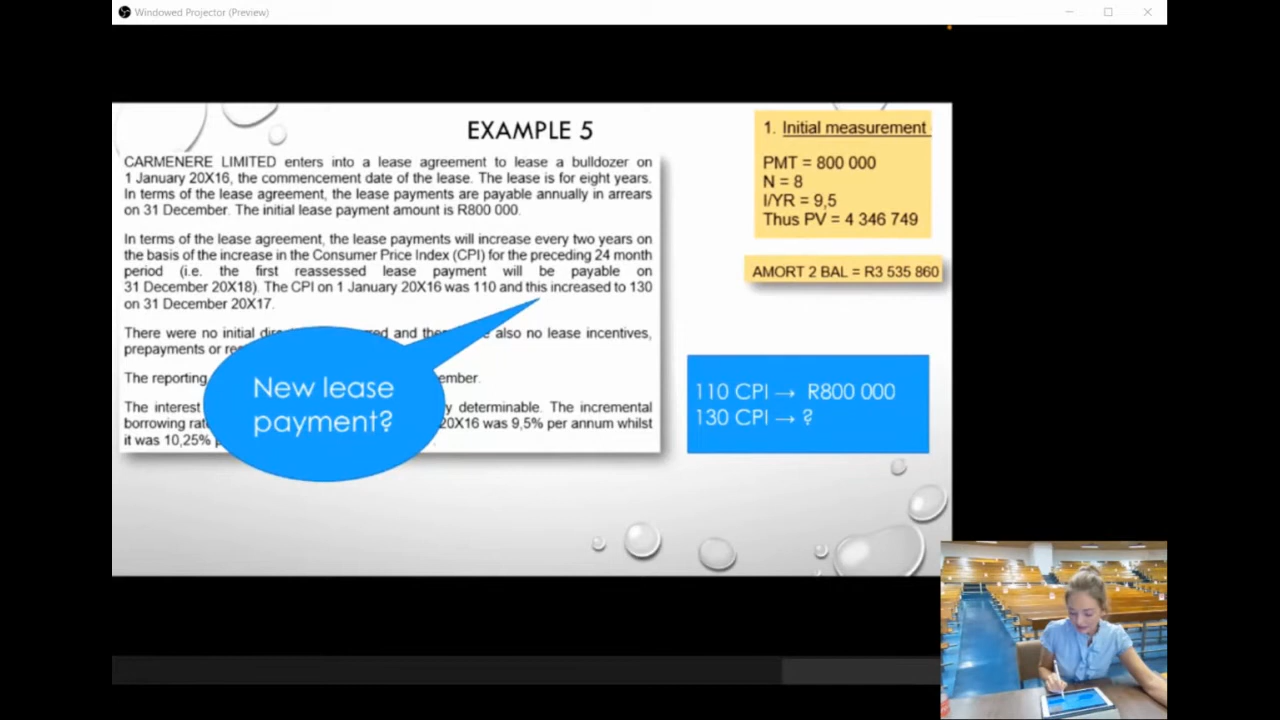 Windowed Projector (Preview)
EXAMPLE 5
CARMENERE LIMITED enters into a lease agreement to lease a bulldozer on
1 January 20X16, the commencement date of the lease. The lease is for eight years.
In terms of the lease agreement, the lease payments are payable annually in arrears
on 31 December. The initial lease payment amount is R800 000.
In terms of the lease agreement, the lease payments will increase every two years on
the basis of the increase in the Consumer Price Index (CPI) for the preceding 24 month
period (i.e. the first reassessed lease payment will be payable on
31 December 20X18). The CPI on 1 January 20X16 was 110 and this increased to 130
on 31 December 20X17.
There were no initial also no lease incentives,
prepayments or
The reporting
The interest determinable. The incremental
borrowing 20X16 was 9,5% per annum whilst
it was 10,25%
New lease
payment?
1. Initial measurement
PMT = 800 000
N = 8
I/YR = 9,5
Thus PV = 4 346 749
AMORT 2 BAL = R3 535 860
110 CPI → R800 000
130 CPI → ?